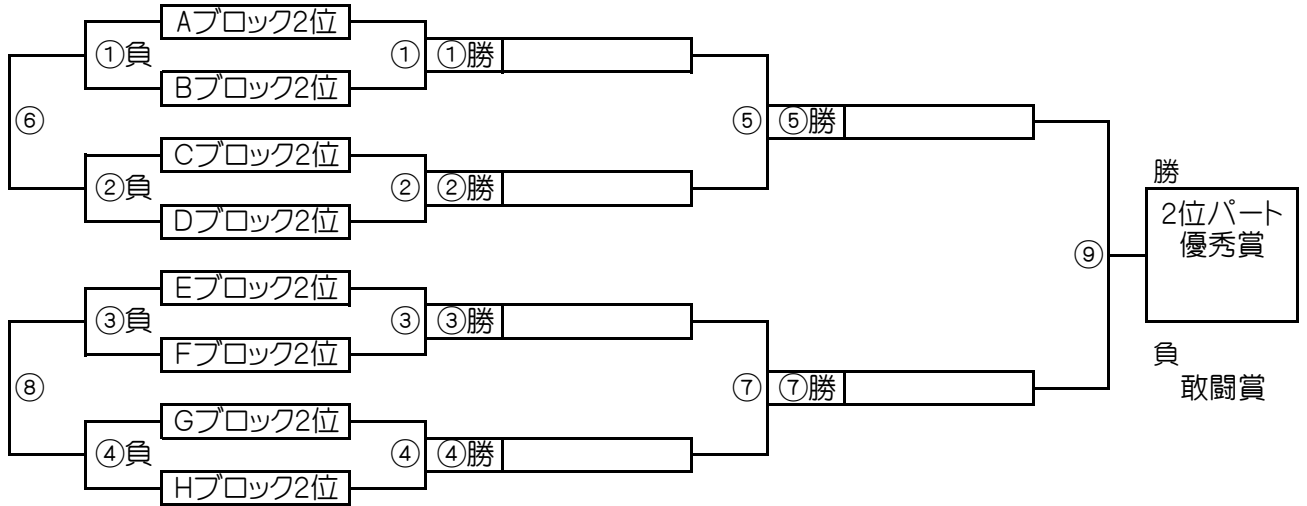 Aブロック2位
①負 ① ①勝
Bブロック2位
⑥ ⑤ ⑤勝
Cブロック2位
②負 ② ②勝
Dブロック2位
勝
2位パート
優秀賞
⑨
Eブロック2位
③負 ③ ③勝
Fブロック2位
負
敢闘賞
⑧ ⑦ ⑦勝
Gブロック2位
④負 ④ ④勝
Hブロック2位